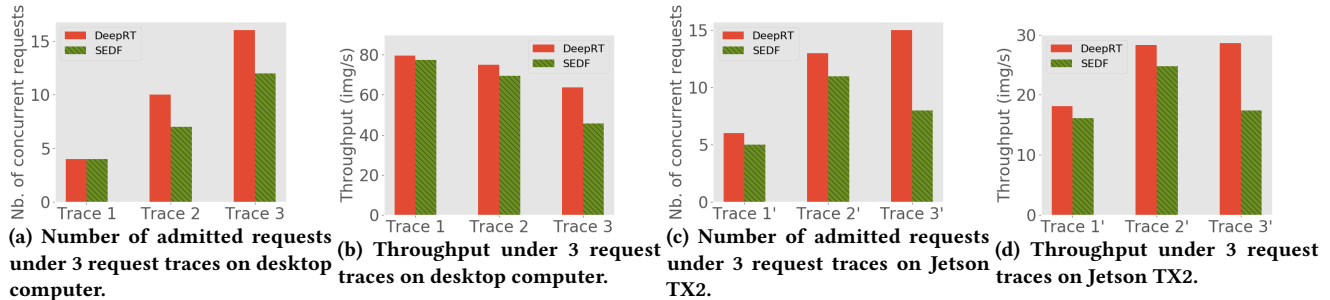 Nb. of concurrent requests
15
10
5
0
DeepRT
SEDF
Trace 1 Trace 2 Trace 3
(a) Number of admitted requests
under 3 request traces on desktop
computer.
Throughput (img/s)
80
60
40
20
0
DeepRT
SEDF
Trace 1 Trace 2 Trace 3
(b) Throughput under 3 request
traces on desktop computer.
Nb. of concurrent requests
15
10
5
0
DeepRT
SEDF
Trace 1' Trace 2' Trace 3'
(c) Number of admitted requests
under 3 request traces on Jetson
TX2.
Throughput (img/s)
30
20
10
0
DeepRT
SEDF
Trace 1' Trace 2' Trace 3'
(d) Throughput under 3 request
traces on Jetson TX2.